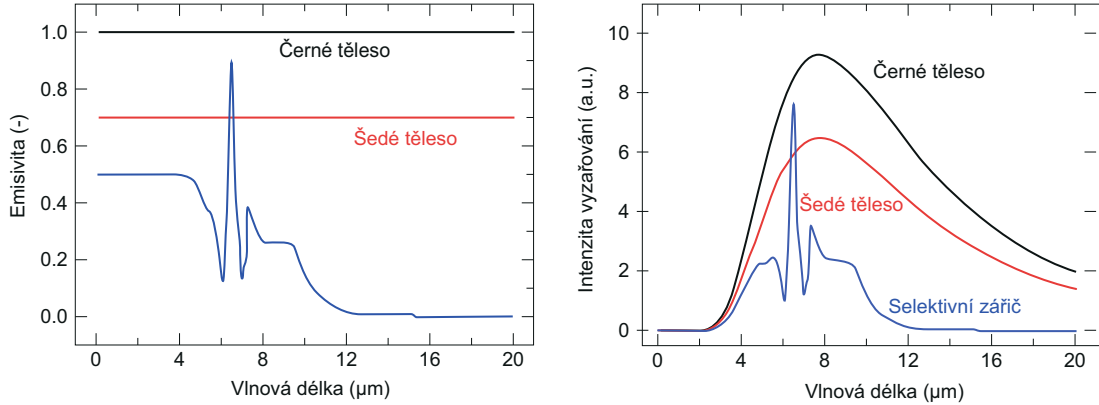 1.0
0.8
0.6
0.4
0.2
0.0
Emisivita (-)
Černé těleso
Šedé těleso
0
4
8
12
16
20
Vlnová délka (µm)
10
8
6
4
2
0
Intenzita vyzařování (a.u.)
Černé těleso
Šedé těleso
Selektivní zářič
0
4
8
12
16
20
Vlnová délka (µm)